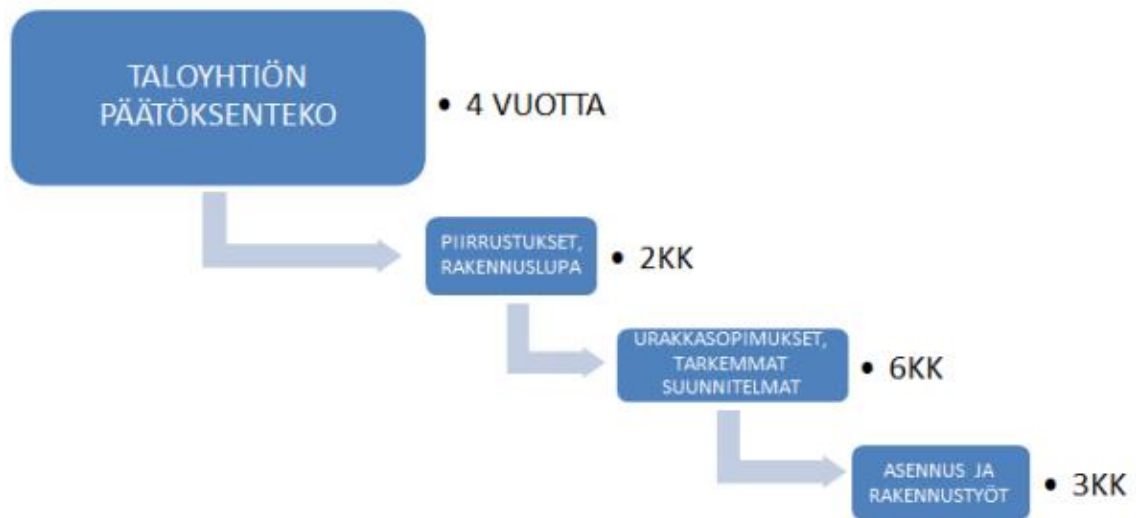 TALOYHTIÖN
PÄÄTÖKSENTEKO
• 4 VUOTTA
PIIRRUSTUKSET,
RAKENNUSLUPA
• 2KK
URAKKASOPIMUKSET,
TARKEMMAT
SUUNNITELMAT
• 6KK
ASENNUS JA
RAKENNUSTYÖT
• 3KK